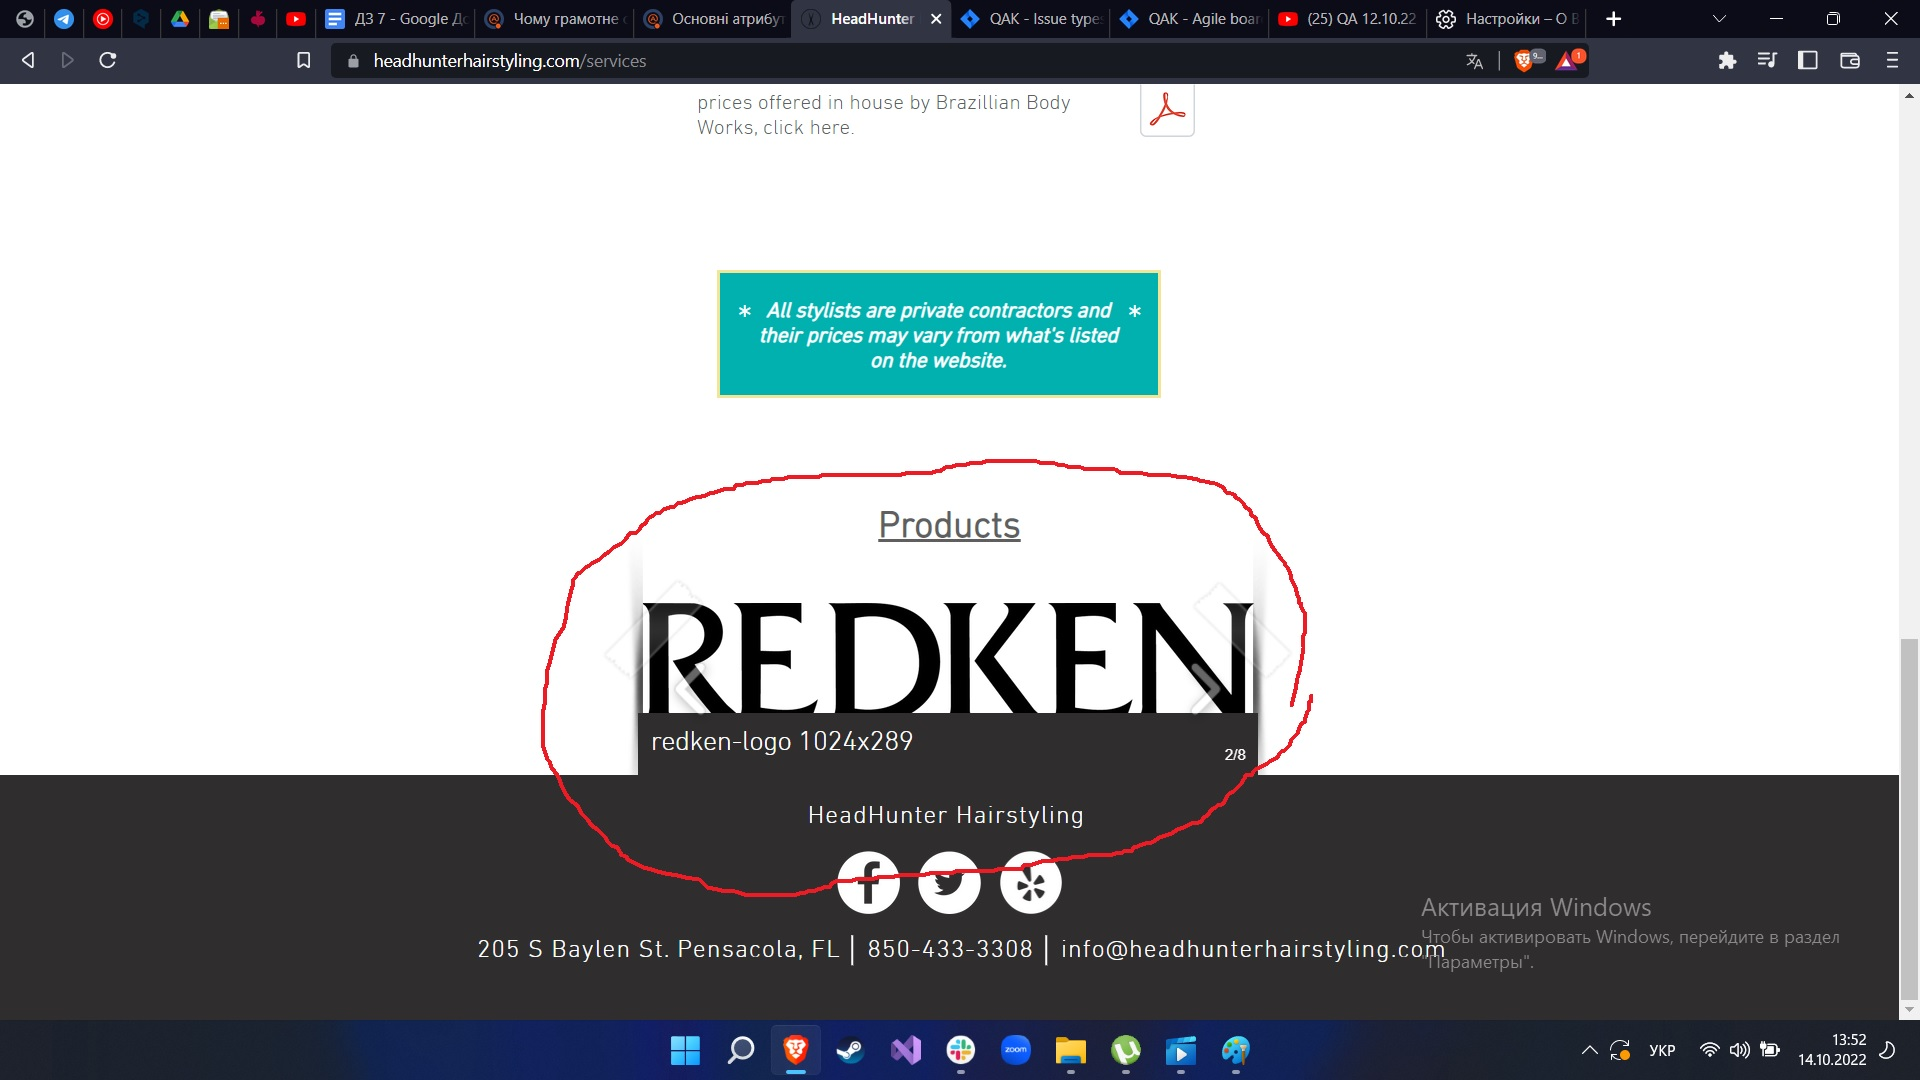 ДЗ 7 - Google До
Чому грамотне с
Основні атрибут
HeadHunter
QAK - Issue types
QAK - Agile boar
(25) QA 12.10.22
Настройки – О В
headhunterhairstyling.com/services
prices offered in house by Brazillian Body
Works, click here.
* All stylists are private contractors and *
their prices may vary from what's listed
on the website.
Products
REDKEN
redken-logo 1024x289
2/8
HeadHunter Hairstyling
205 S Baylen St. Pensacola, FL | 850-433-3308 | info@headhunterhairstyling.com
Активация Windows
Чтобы активировать Windows, перейдите в раздел
"Параметры".
zoom
УКР
13:52
14.10.2022